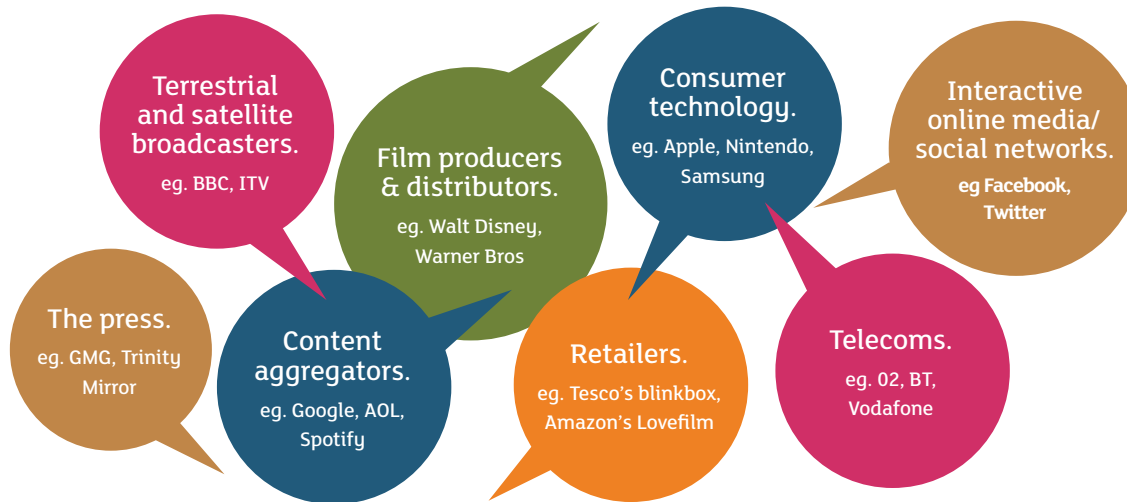 Terrestrial
and satellite
broadcasters.
eg. BBC, ITV
Film producers
& distributors.
eg. Walt Disney,
Warner Bros
Consumer
technology.
eg. Apple, Nintendo,
Samsung
Interactive
online media/
social networks.
eg Facebook,
Twitter
The press.
eg. GMG, Trinity
Mirror
Content
aggregators.
eg. Google, AOL,
Spotify
Retailers.
eg. Tesco's blinkbox,
Amazon's Lovefilm
Telecoms.
eg. 02, BT,
Vodafone